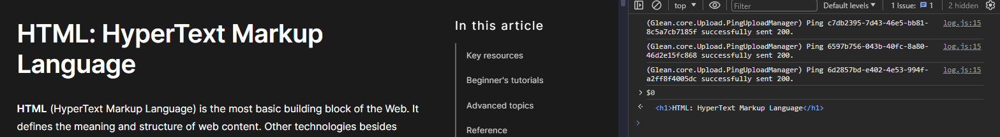 HTML: HyperText Markup
Language
HTML (HyperText Markup Language) is the most basic building block of the Web. It
defines the meaning and structure of web content. Other technologies besides
In this article
Key resources
Beginner's tutorials
Advanced topics
Reference
top
Filter
Default levels
1 Issue: 1
2 hidden
(Glean.core.Upload.PingUploadManager) Ping c7db2395-7d43-46e5-bb81- log.js:15
8c5a7cb7185f successfully sent 200.
(Glean.core.Upload.PingUploadManager) Ping 6597b756-043b-40fc-8a80- log.js:15
46d2e15fc868 successfully sent 200.
(Glean.core.Upload.PingUploadManager) Ping 6d2857bd-e402-4e53-994f- log.js:15
a2ff8f4005dc successfully sent 200.
$0
<h1>HTML: HyperText Markup Language</h1>